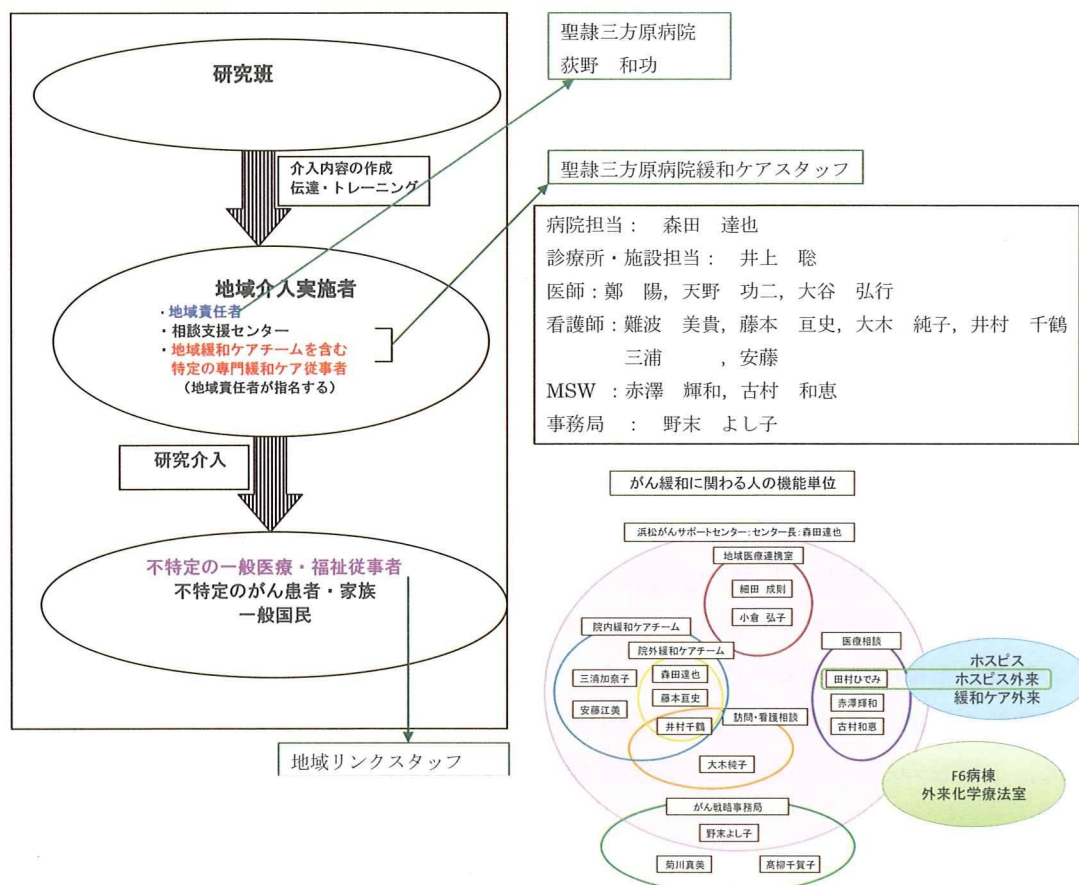 研究班
介入内容の作成
伝達・トレーニング
地域介入実施者
・地域責任者
・相談支援センター
・地域緩和ケアチームを含む
特定の専門緩和ケア従事者
（地域責任者が指名する）
研究介入
不特定の一般医療・福祉従事者
不特定のがん患者・家族
一般国民
地域リンクスタッフ
聖隷三方原病院
荻野　和功
聖隷三方原病院緩和ケアスタッフ
病院担当：　森田　達也
診療所・施設担当：　井上　聡
医師：鄭　陽，天野　功二，大谷　弘行
看護師：難波　美貴，藤本　亘史，大木　純子，井村　千鶴
三浦　　　，安藤
MSW　：赤澤　輝和，古村　和恵
事務局　：　野末　よし子
がん緩和に関わる人の機能単位
浜松がんサポートセンター：センター長：森田達也
地域医療連携室
細田　成則
小倉　弘子
院内緩和ケアチーム
院外緩和ケアチーム
三浦加奈子
安藤江美
森田達也
藤本亘史
井村千鶴
訪問・看護相談
大木純子
医療相談
田村ひでみ
赤澤輝和
古村和恵
ホスピス
ホスピス外来
緩和ケア外来
F6病棟
外来化学療法室
がん戦略事務局
野末よし子
菊川真美
髙柳千賀子